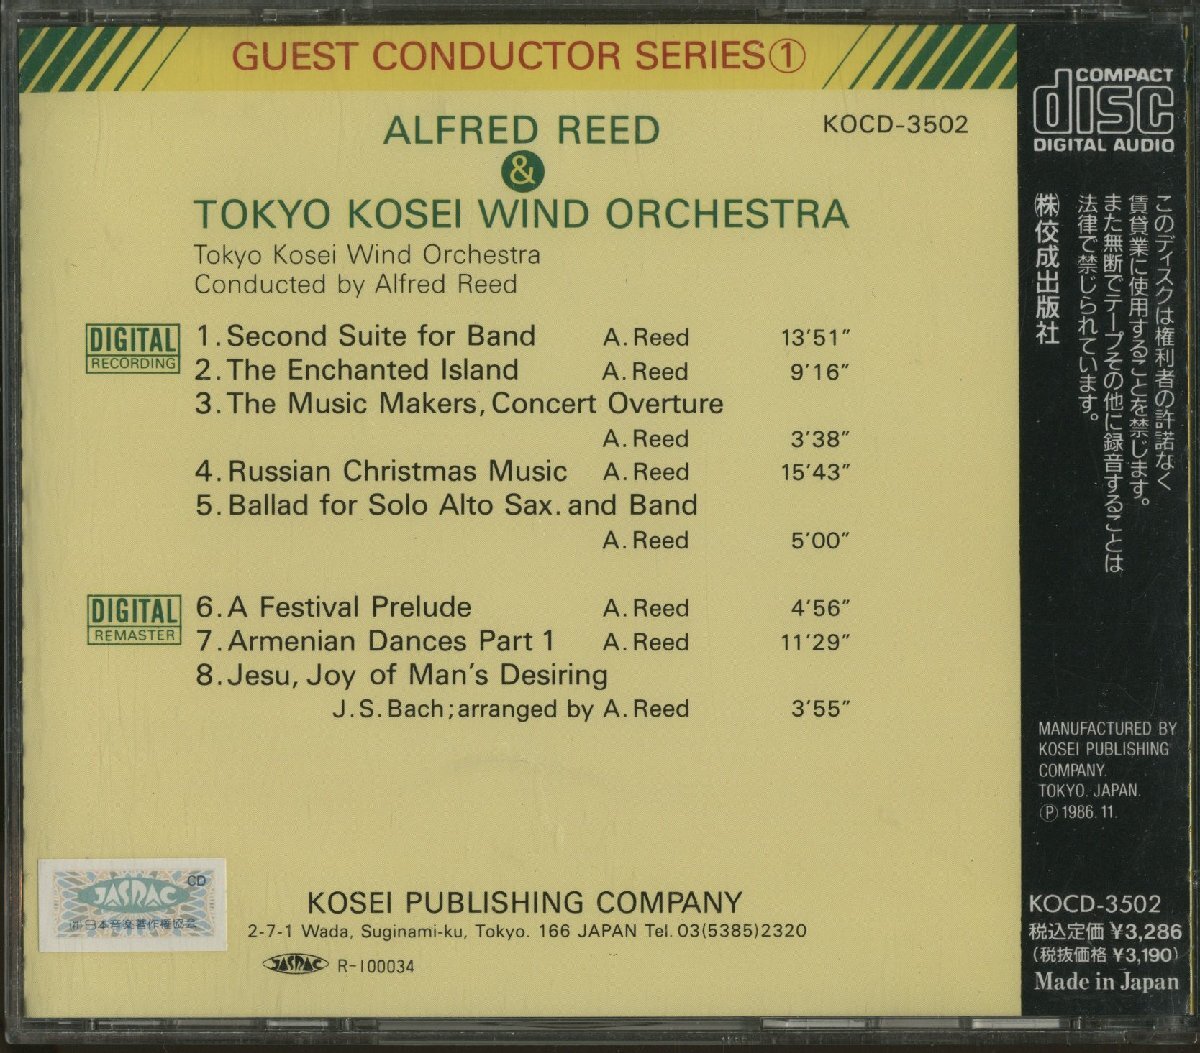 GUEST CONDUCTOR SERIES①
ALFRED REED
&
TOKYO KOSEI WIND ORCHESTRA
KOCD-3502
Tokyo Kosei Wind Orchestra
Conducted by Alfred Reed
DIGITAL
RECORDING
1. Second Suite for Band A. Reed 13'51"
2. The Enchanted Island A. Reed 9'16"
3. The Music Makers, Concert Overture
A. Reed 3'38"
4. Russian Christmas Music A. Reed 15'43"
5. Ballad for Solo Alto Sax. and Band
A. Reed 5'00"
DIGITAL
REMASTER
6. A Festival Prelude A. Reed 4'56"
7. Armenian Dances Part 1 A. Reed 11'29"
8. Jesu, Joy of Man's Desiring
J. S. Bach ; arranged by A. Reed 3'55"
JASRAC
CD
(社)日本音楽著作権協会
KOSEI PUBLISHING COMPANY
2-7-1 Wada, Suginami-ku, Tokyo. 166 JAPAN Tel. 03(5385)2320
JASRAC R-100034
COMPACT
disc
DIGITAL AUDIO
このディスクは権利者の許諾なく
賃貸業に使用することを禁じます。
また無断でテープその他に録音することは
法律で禁じられています。
㈱佼成出版社
MANUFACTURED BY
KOSEI PUBLISHING
COMPANY.
TOKYO. JAPAN.
Ⓟ 1986. 11.
KOCD-3502
税込定価 ¥3,286
(税抜価格 ¥3,190)
Made in Japan